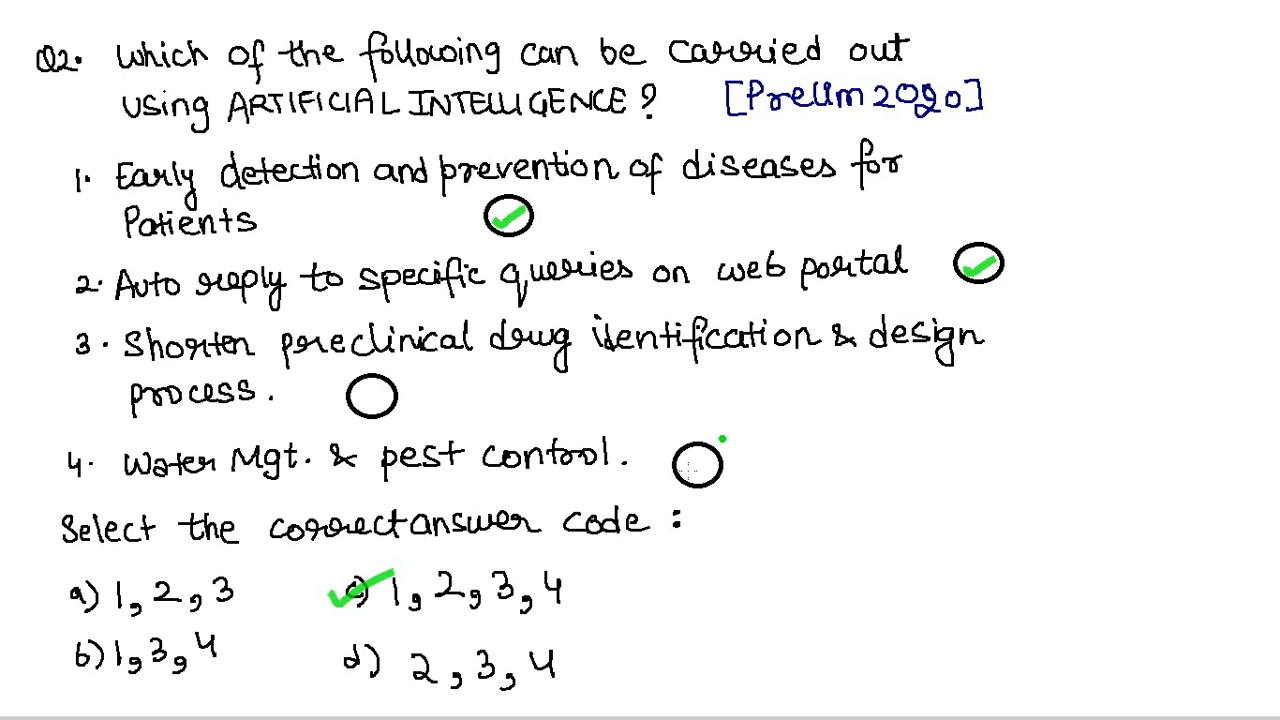 Q2. Which of the following can be carried out
using ARTIFICIAL INTELLIGENCE? [Prelim 2020]
1. Early detection and prevention of diseases for
Patients
2. Auto reply to specific queries on web portal
3. Shorten preclinical drug identification & design
process.
4. Water Mgt. & pest control.
Select the correct answer code :
a) 1, 2, 3 c) 1, 2, 3, 4
b) 1, 3, 4 d) 2, 3, 4